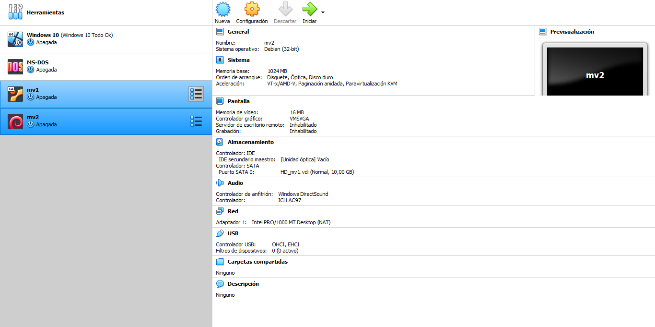 Herramientas
Nueva Configuración Descartar Iniciar
Windows 10 (Windows 10 Todo Ok)
Apagada
MS-DOS
Apagada
mv1
Apagada
mv2
Apagada
General
Nombre: mv2
Sistema operativo: Debian (32-bit)
Sistema
Memoria base: 1024 MB
Orden de arranque: Disquete, Óptica, Disco duro
Aceleración: VT-x/AMD-V, Paginación anidada, Paravirtualización KVM
Previsualización
mv2
Pantalla
Memoria de vídeo: 16 MB
Controlador gráfico: VMSVGA
Servidor de escritorio remoto: Inhabilitado
Grabación: Inhabilitado
Almacenamiento
Controlador: IDE
IDE secundario maestro: [Unidad óptica] Vacío
Controlador: SATA
Puerto SATA 0: HD_mv1.vdi (Normal, 10,00 GB)
Audio
Controlador de anfitrión: Windows DirectSound
Controlador: ICH AC97
Red
Adaptador 1: Intel PRO/1000 MT Desktop (NAT)
USB
Controlador USB: OHCI, EHCI
Filtros de dispositivos: 0 (0 activo)
Carpetas compartidas
Ninguno
Descripción
Ninguno